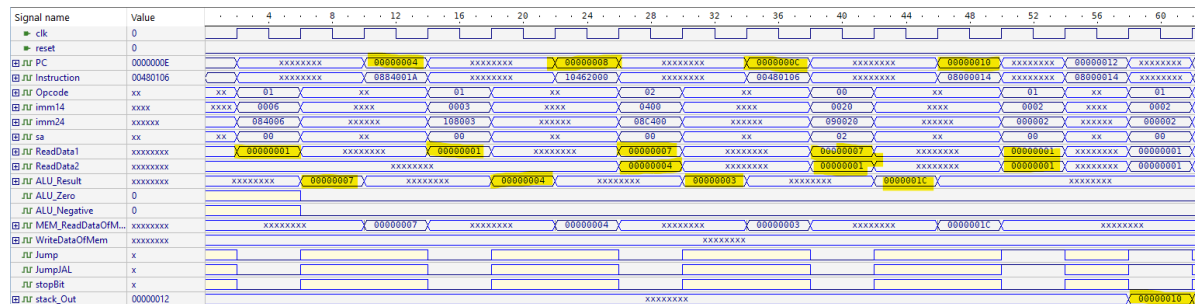 Signal name Value 4 8 12 16 20 24 28 32 36 40 44 48 52 56 60
clk 0
reset 0
PC 0000000E xxxxxxxx 00000004 xxxxxxxx 00000008 xxxxxxxx 0000000C xxxxxxxx 00000010 xxxxxxxx 00000012 xxxxxxxx
Instruction 00480106 xxxxxxxx 0884001A xxxxxxxx 10462000 xxxxxxxx 00480106 xxxxxxxx 08000014 xxxxxxxx 08000014 xxxxxxxx
Opcode xx xx 01 xx 01 xx 02 xx 00 xx 01 xx 01
imm14 xxxx xxxx 0006 xxxx 0003 xxxx 0400 xxxx 0020 xxxx 0002 xxxx 0002
imm24 xxxxxx 084006 xxxxxx 108003 xxxxxx 08C400 xxxxxx 090020 xxxxxx 000002 xxxxxx 000002
sa xx xx 00 xx 00 xx 00 xx 02 xx 00 xx 00
ReadData1 xxxxxxxx 00000001 xxxxxxxx 00000001 xxxxxxxx 00000007 xxxxxxxx 00000007 xxxxxxxx 00000001 xxxxxxxx 00000001
ReadData2 xxxxxxxx xxxxxxxx 00000004 xxxxxxxx 00000001 xxxxxxxx 00000001 xxxxxxxx 00000001
ALU_Result xxxxxxxx xxxxxxxx 00000007 xxxxxxxx 00000004 xxxxxxxx 00000003 xxxxxxxx 0000001C xxxxxxxx
ALU_Zero 0
ALU_Negative 0
MEM_ReadDataOfM... xxxxxxxx xxxxxxxx 00000007 xxxxxxxx 00000004 xxxxxxxx 00000003 xxxxxxxx 0000001C xxxxxxxx
WriteDataOfMem xxxxxxxx xxxxxxxx
Jump x
JumpJAL x
stopBit x
stack_Out 00000012 xxxxxxxx 00000010